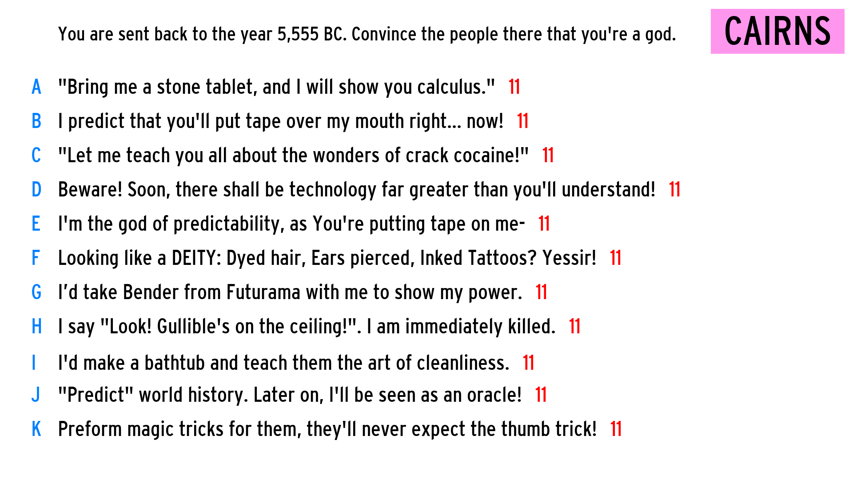 You are sent back to the year 5,555 BC. Convince the people there that you're a god.
CAIRNS
A "Bring me a stone tablet, and I will show you calculus." 11
B I predict that you'll put tape over my mouth right... now! 11
C "Let me teach you all about the wonders of crack cocaine!" 11
D Beware! Soon, there shall be technology far greater than you'll understand! 11
E I'm the god of predictability, as You're putting tape on me- 11
F Looking like a DEITY: Dyed hair, Ears pierced, Inked Tattoos? Yessir! 11
G I’d take Bender from Futurama with me to show my power. 11
H I say "Look! Gullible's on the ceiling!". I am immediately killed. 11
I I'd make a bathtub and teach them the art of cleanliness. 11
J "Predict" world history. Later on, I'll be seen as an oracle! 11
K Preform magic tricks for them, they'll never expect the thumb trick! 11